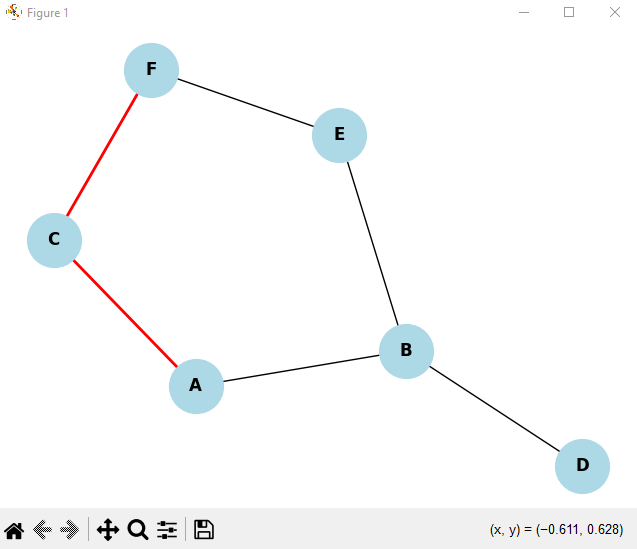 Figure 1
F
E
C
B
A
D
(x, y) = (−0.611, 0.628)